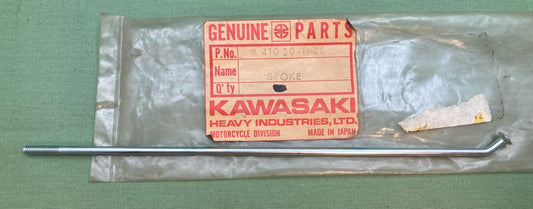 GENUINE PARTS
P.No.
Name SPOKE
Q'ty
KAWASAKI
HEAVY INDUSTRIES, LTD.
MOTORCYCLE DIVISION MADE IN JAPAN